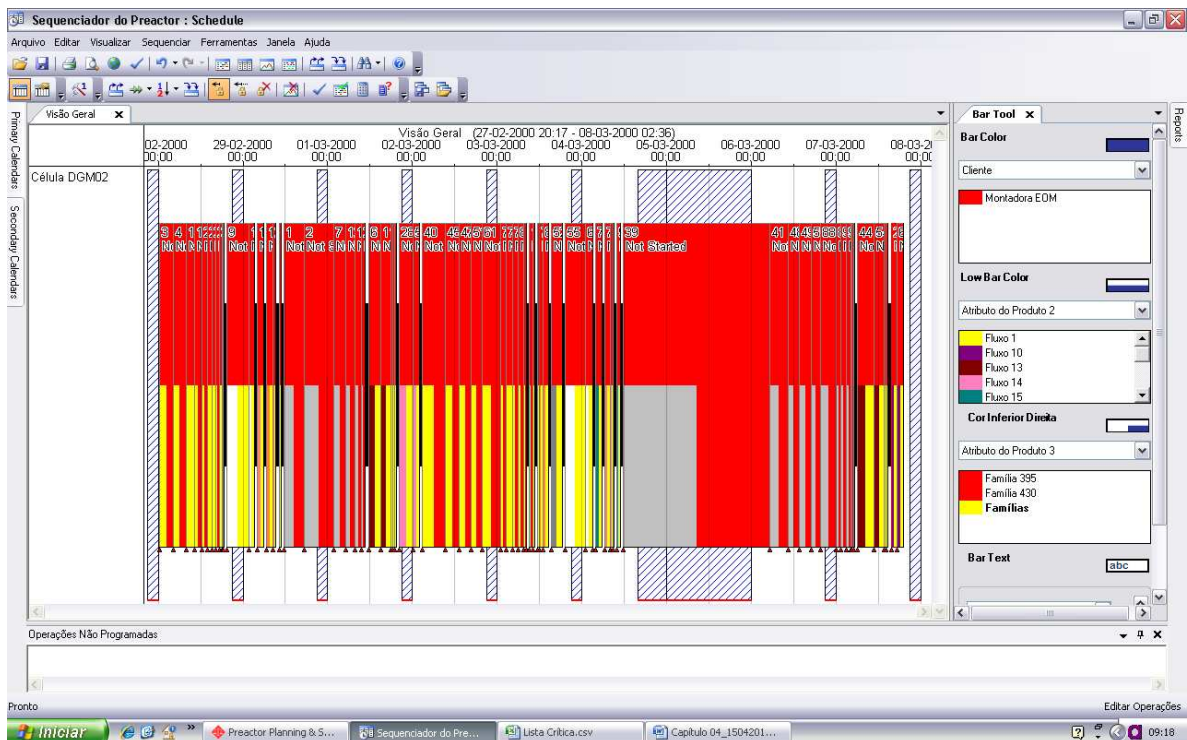 Sequenciador do Preactor : Schedule
Arquivo Editar Visualizar Sequenciar Ferramentas Janela Ajuda
Visão Geral
Bar Tool
Primary Calendars
Secondary Calendars
Reports
Visão Geral (27-02-2000 20:17 - 08-03-2000 02:36)
02-2000 29-02-2000 01-03-2000 02-03-2000 03-03-2000 04-03-2000 05-03-2000 06-03-2000 07-03-2000 08-03-2
00:00 00:00 00:00 00:00 00:00 00:00 00:00 00:00 00:00 00:0
Célula DGM02
39
Not Started
Bar Color
Cliente
Montadora EOM
Low Bar Color
Atributo do Produto 2
Fluxo 1
Fluxo 10
Fluxo 13
Fluxo 14
Fluxo 15
Cor Inferior Direita
Atributo do Produto 3
Família 395
Família 430
Famílias
Bar Text
abc
Operações Não Programadas
Pronto
Editar Operações
Iniciar
Preactor Planning & S...
Sequenciador do Pre...
Lista Crítica.csv
Capítulo 04_1504201...
09:18